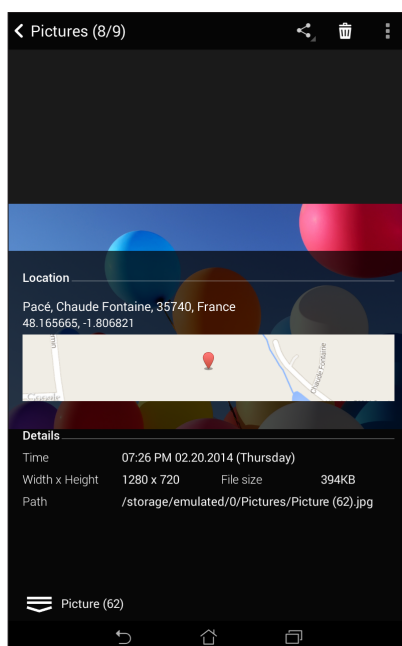 Pictures (8/9)
Location
Pacé, Chaude Fontaine, 35740, France
48.165665, -1.806821
Chaude Fontaine
Google
Details
Time 07:26 PM 02.20.2014 (Thursday)
Width x Height 1280 x 720 File size 394KB
Path /storage/emulated/0/Pictures/Picture (62).jpg
Picture (62)